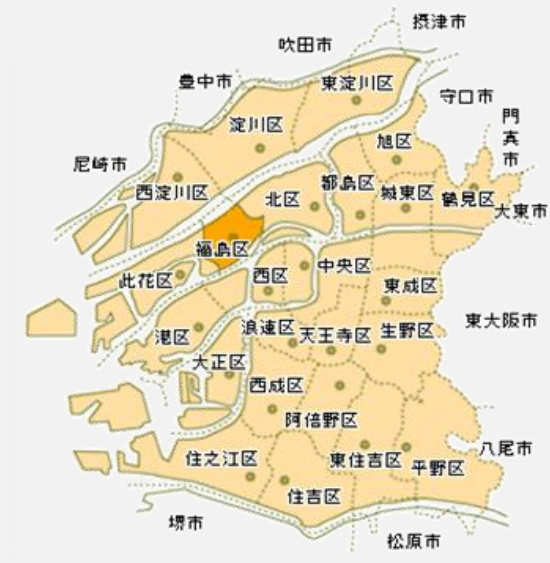 摂津市
吹田市
豊中市
東淀川区
守口市
門真市
淀川区
旭区
尼崎市
西淀川区
北区
都島区
城東区
鶴見区
大東市
福島区
此花区
西区
中央区
東成区
港区
浪速区
天王寺区
生野区
東大阪市
大正区
西成区
阿倍野区
住之江区
東住吉区
平野区
八尾市
住吉区
堺市
松原市